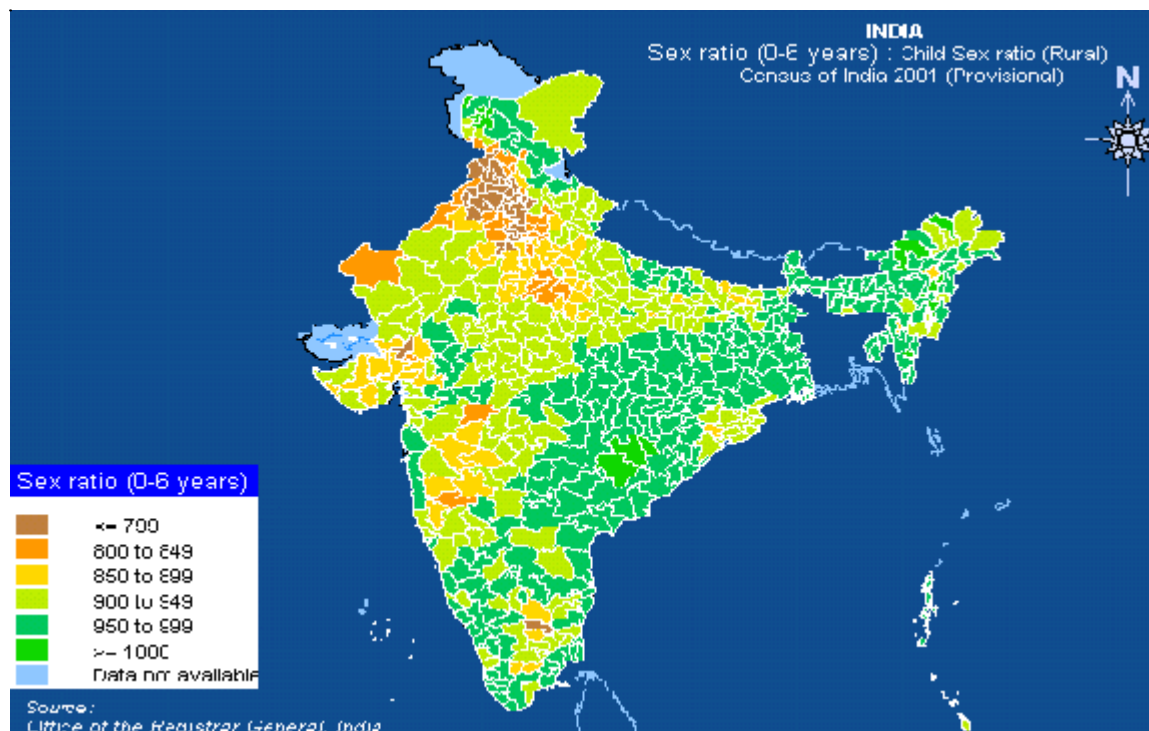 INDIA
Sex ratio (0-6 years) : Child Sex ratio (Rural)
Census of India 2001 (Provisional)
N
Sex ratio (0-6 years)
<= 799
800 to 849
850 to 899
900 to 949
950 to 999
>= 1000
Data not available
Source:
Office of the Registrar General, India